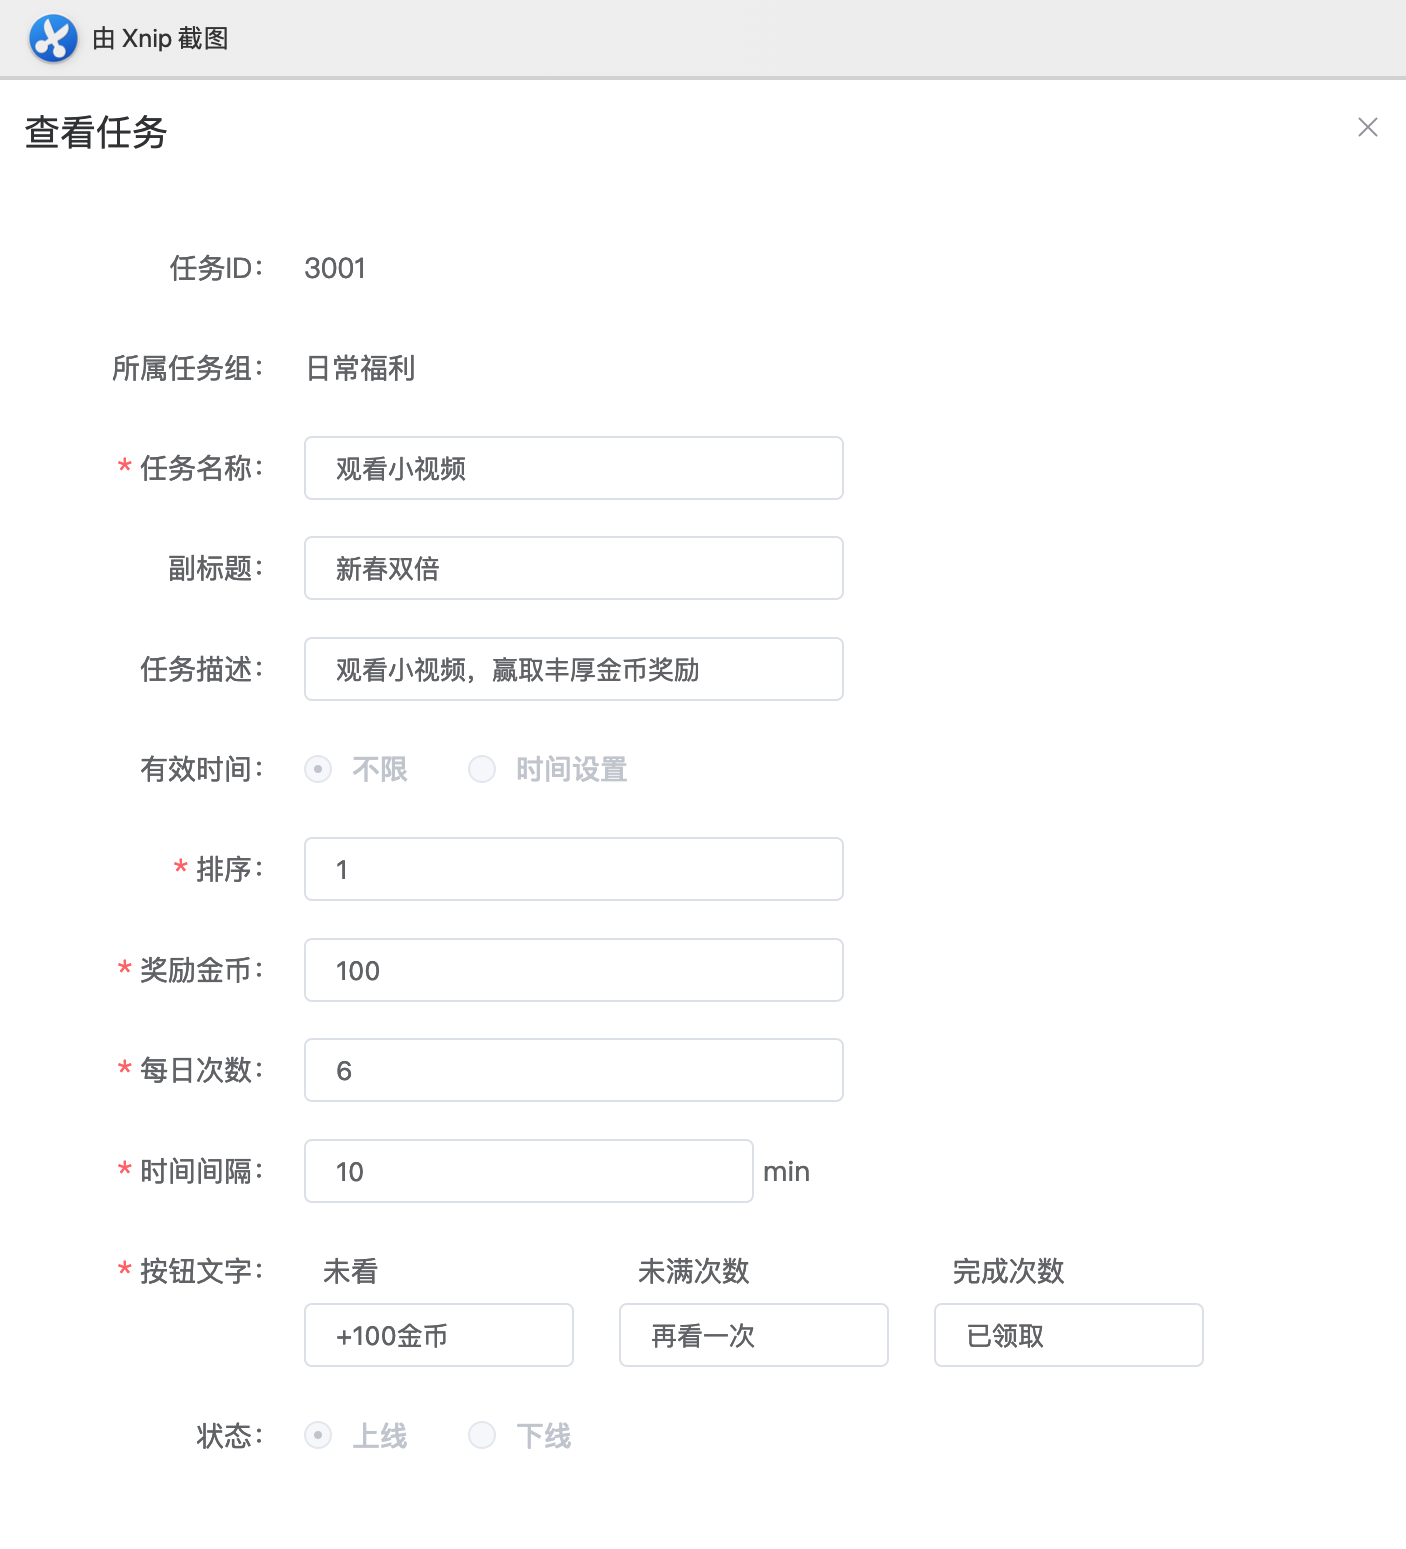 由 Xnip 截图
查看任务
任务ID： 3001
所属任务组： 日常福利
* 任务名称： 观看小视频
副标题： 新春双倍
任务描述： 观看小视频，赢取丰厚金币奖励
有效时间： 不限 时间设置
* 排序： 1
* 奖励金币： 100
* 每日次数： 6
* 时间间隔： 10 min
* 按钮文字： 未看 未满次数 完成次数
+100金币 再看一次 已领取
状态： 上线 下线